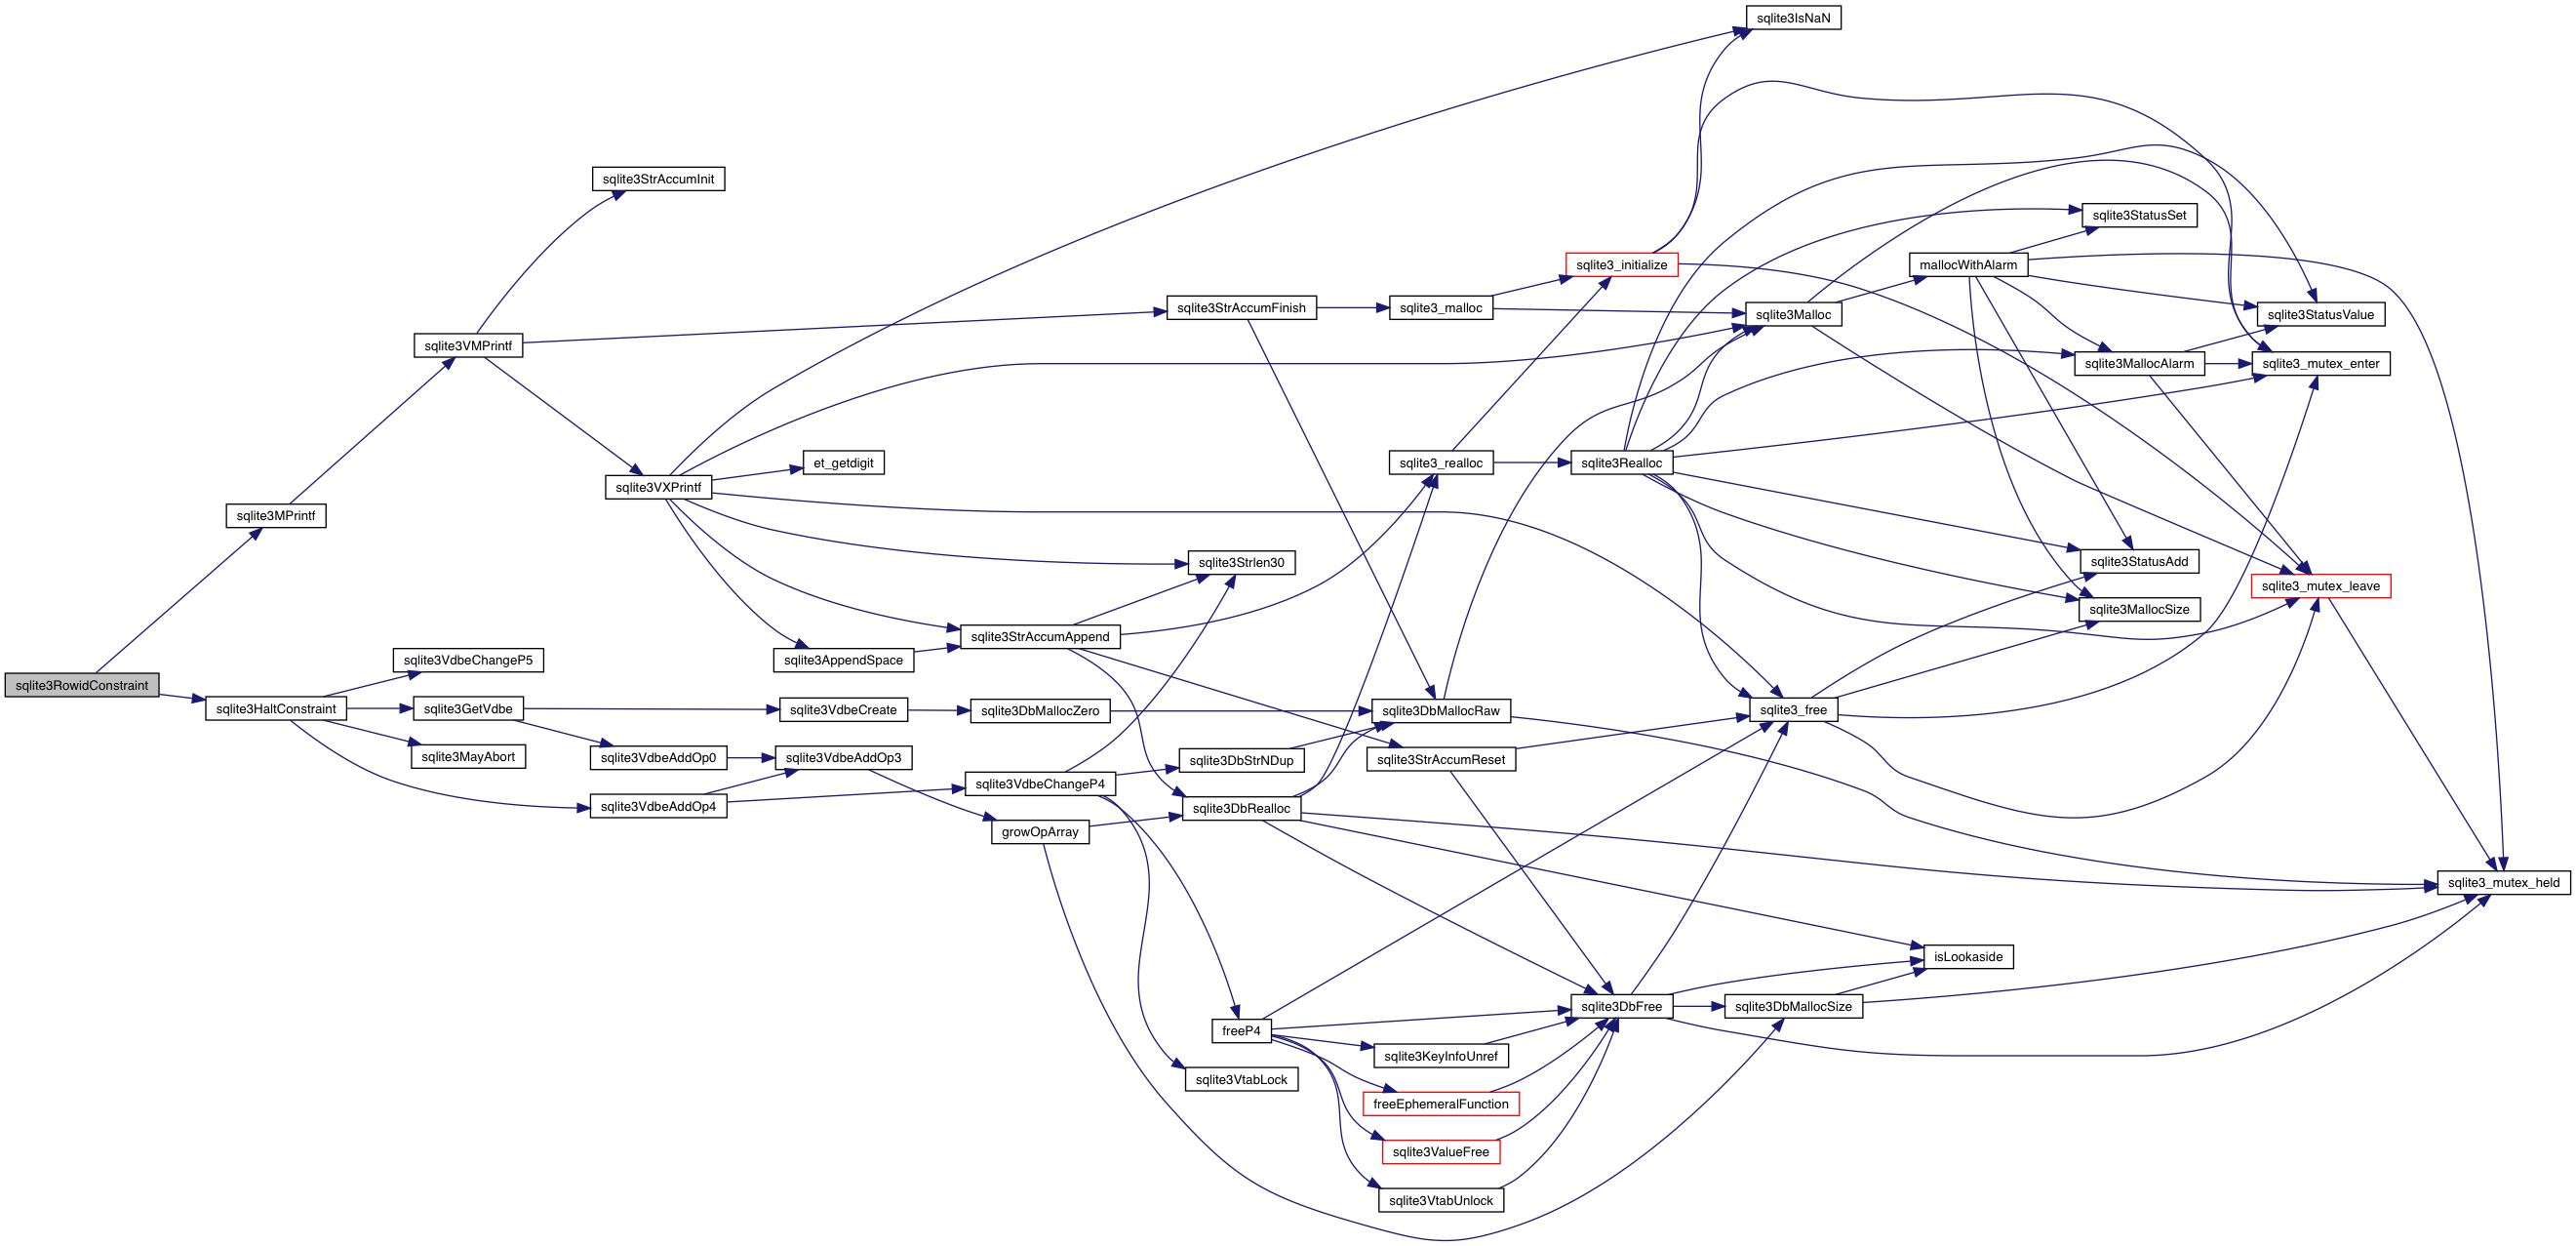 sqlite3IsNaN
sqlite3StrAccumInit
sqlite3StatusSet
sqlite3_initialize
mallocWithAlarm
sqlite3StrAccumFinish
sqlite3_malloc
sqlite3Malloc
sqlite3StatusValue
sqlite3VMPrintf
sqlite3MallocAlarm
sqlite3_mutex_enter
et_getdigit
sqlite3_realloc
sqlite3Realloc
sqlite3VXPrintf
sqlite3MPrintf
sqlite3Strlen30
sqlite3StatusAdd
sqlite3_mutex_leave
sqlite3MallocSize
sqlite3StrAccumAppend
sqlite3VdbeChangeP5
sqlite3AppendSpace
sqlite3RowidConstraint
sqlite3HaltConstraint
sqlite3GetVdbe
sqlite3VdbeCreate
sqlite3DbMallocZero
sqlite3DbMallocRaw
sqlite3_free
sqlite3MayAbort
sqlite3VdbeAddOp0
sqlite3VdbeAddOp3
sqlite3DbStrNDup
sqlite3StrAccumReset
sqlite3VdbeChangeP4
sqlite3VdbeAddOp4
sqlite3DbRealloc
growOpArray
sqlite3_mutex_held
isLookaside
sqlite3DbFree
sqlite3DbMallocSize
freeP4
sqlite3KeyInfoUnref
sqlite3VtabLock
freeEphemeralFunction
sqlite3ValueFree
sqlite3VtabUnlock